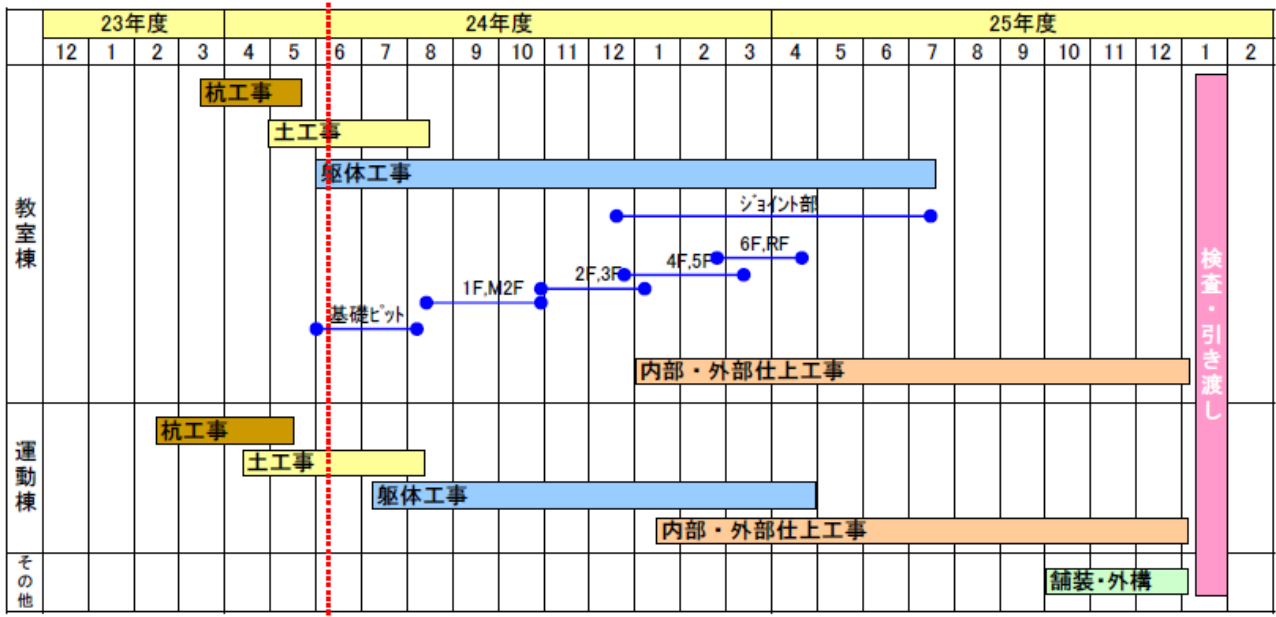 23年度 24年度 25年度
12 1 2 3 4 5 6 7 8 9 10 11 12 1 2 3 4 5 6 7 8 9 10 11 12 1 2
教室棟
杭工事
土工事
躯体工事
ジョイント部
6F,RF
4F,5F
2F,3F
1F,M2F
基礎ピット
内部・外部仕上工事
検査・引き渡し
運動棟
杭工事
土工事
躯体工事
内部・外部仕上工事
その他
舗装・外構